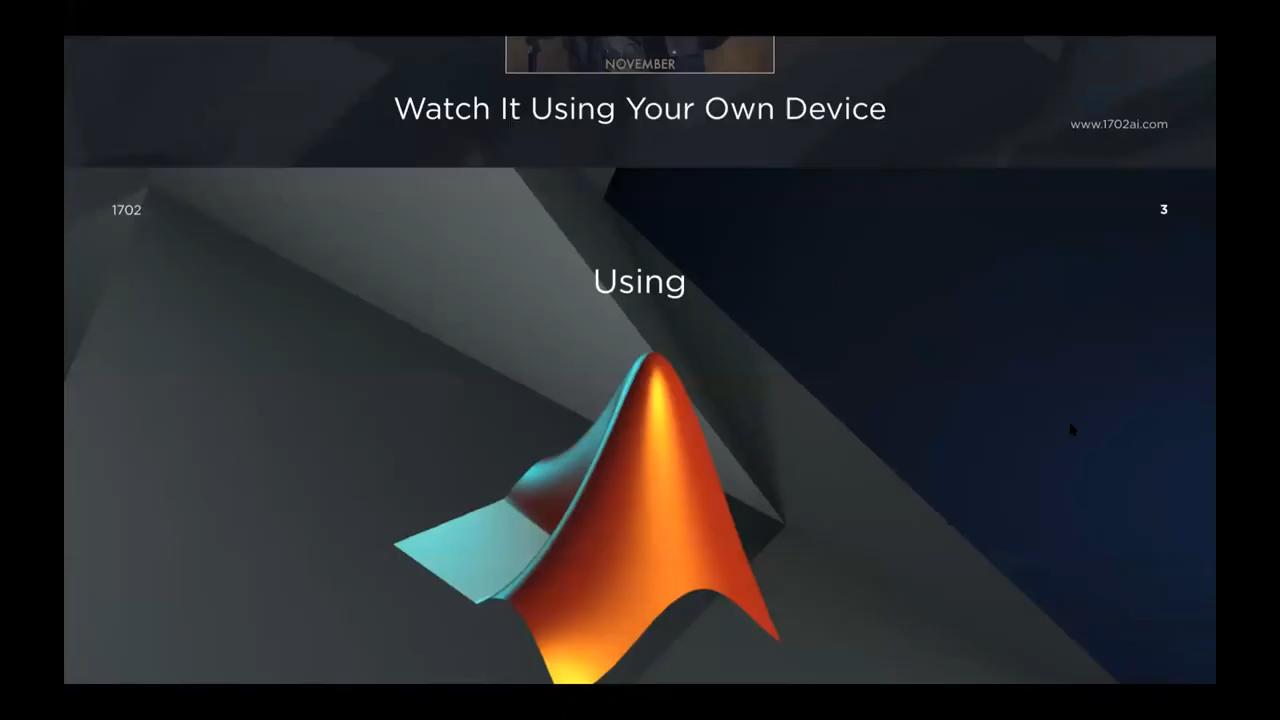 NOVEMBER
Watch It Using Your Own Device
www.1702ai.com
1702
3
Using